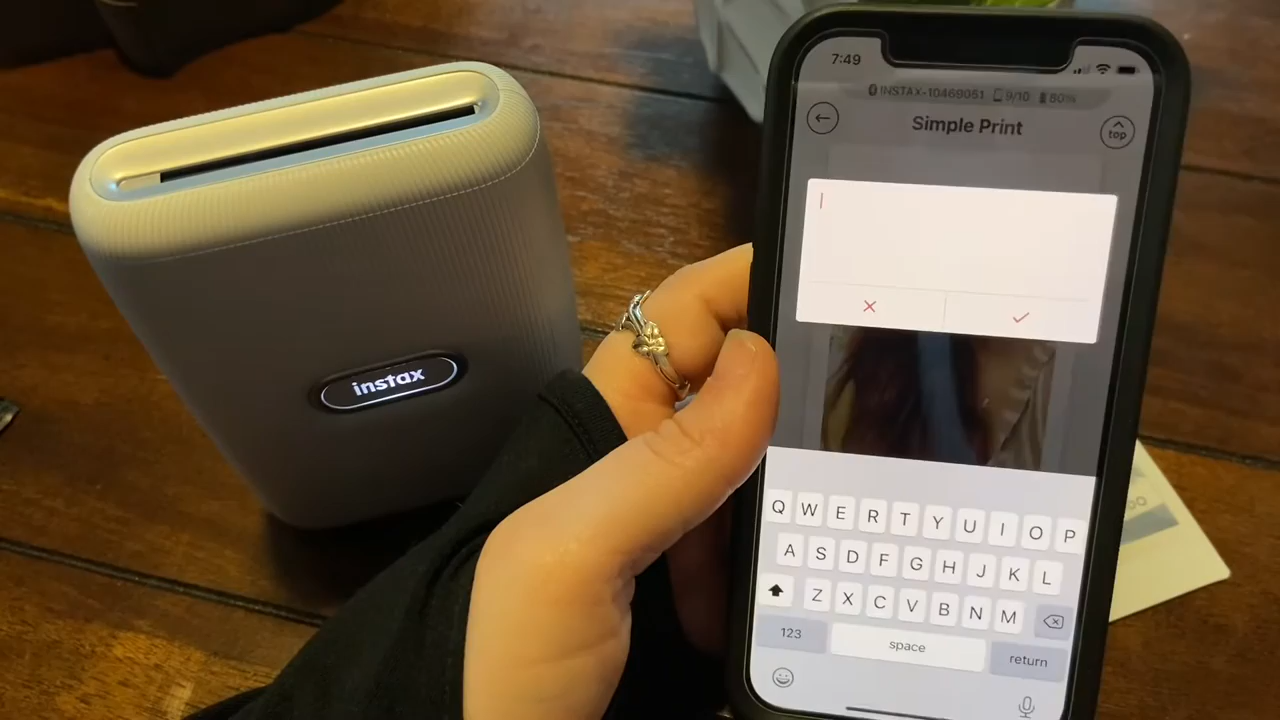 instax
7:49
INSTAX-10469051 9/10 80%
Simple Print
top
Q W E R T Y U I O P
A S D F G H J K L
Z X C V B N M
123 space return